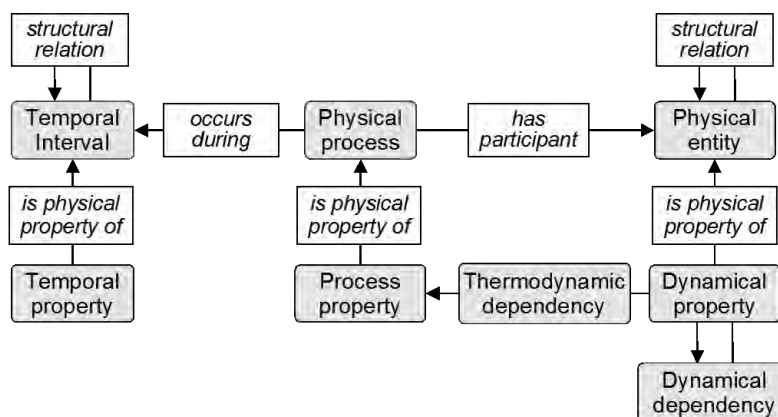 structural
relation
structural
relation
Temporal
Interval
occurs
during
Physical
process
has
participant
Physical
entity
is physical
property of
is physical
property of
is physical
property of
Temporal
property
Process
property
Thermodynamic
dependency
Dynamical
property
Dynamical
dependency